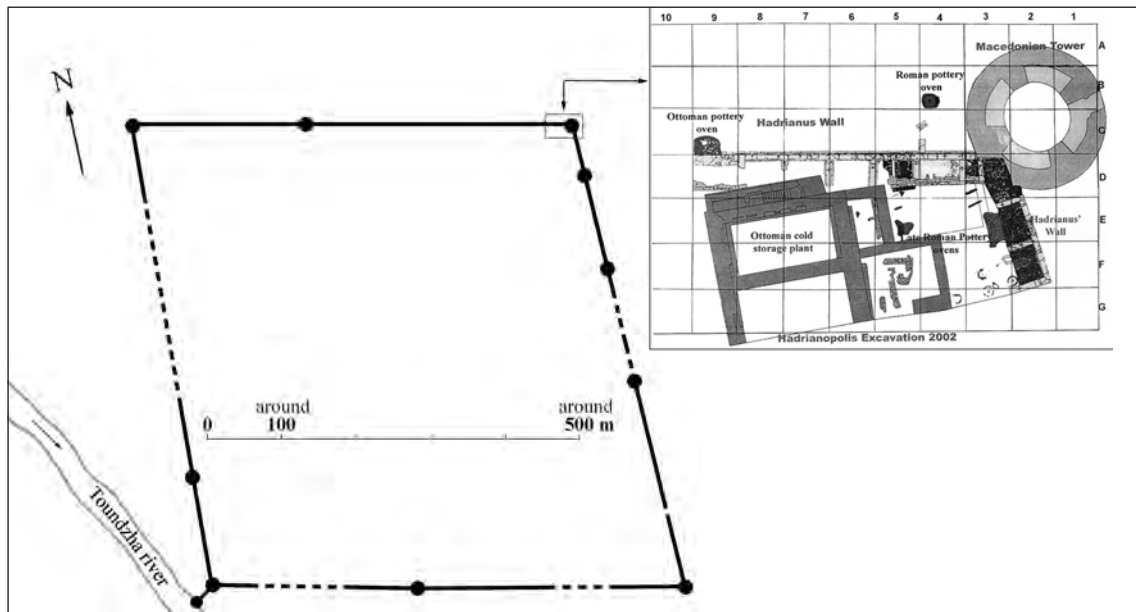 N
0
around
100
around
500 m
Toundzha river
10 9 8 7 6 5 4 3 2 1
A
B
C
D
E
F
G
Macedonian Tower
Roman pottery
oven
Ottoman pottery
oven
Hadrianus Wall
Hadrianus'
Wall
Ottoman cold
storage plant
Late Roman Pottery
ovens
Hadrianopolis Excavation 2002